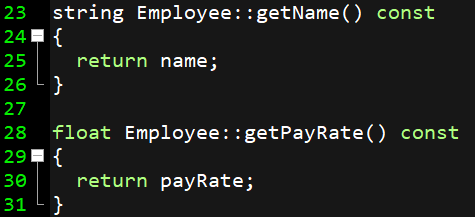 23 string Employee::getName() const
24 {
25   return name;
26 }
27
28 float Employee::getPayRate() const
29 {
30   return payRate;
31 }